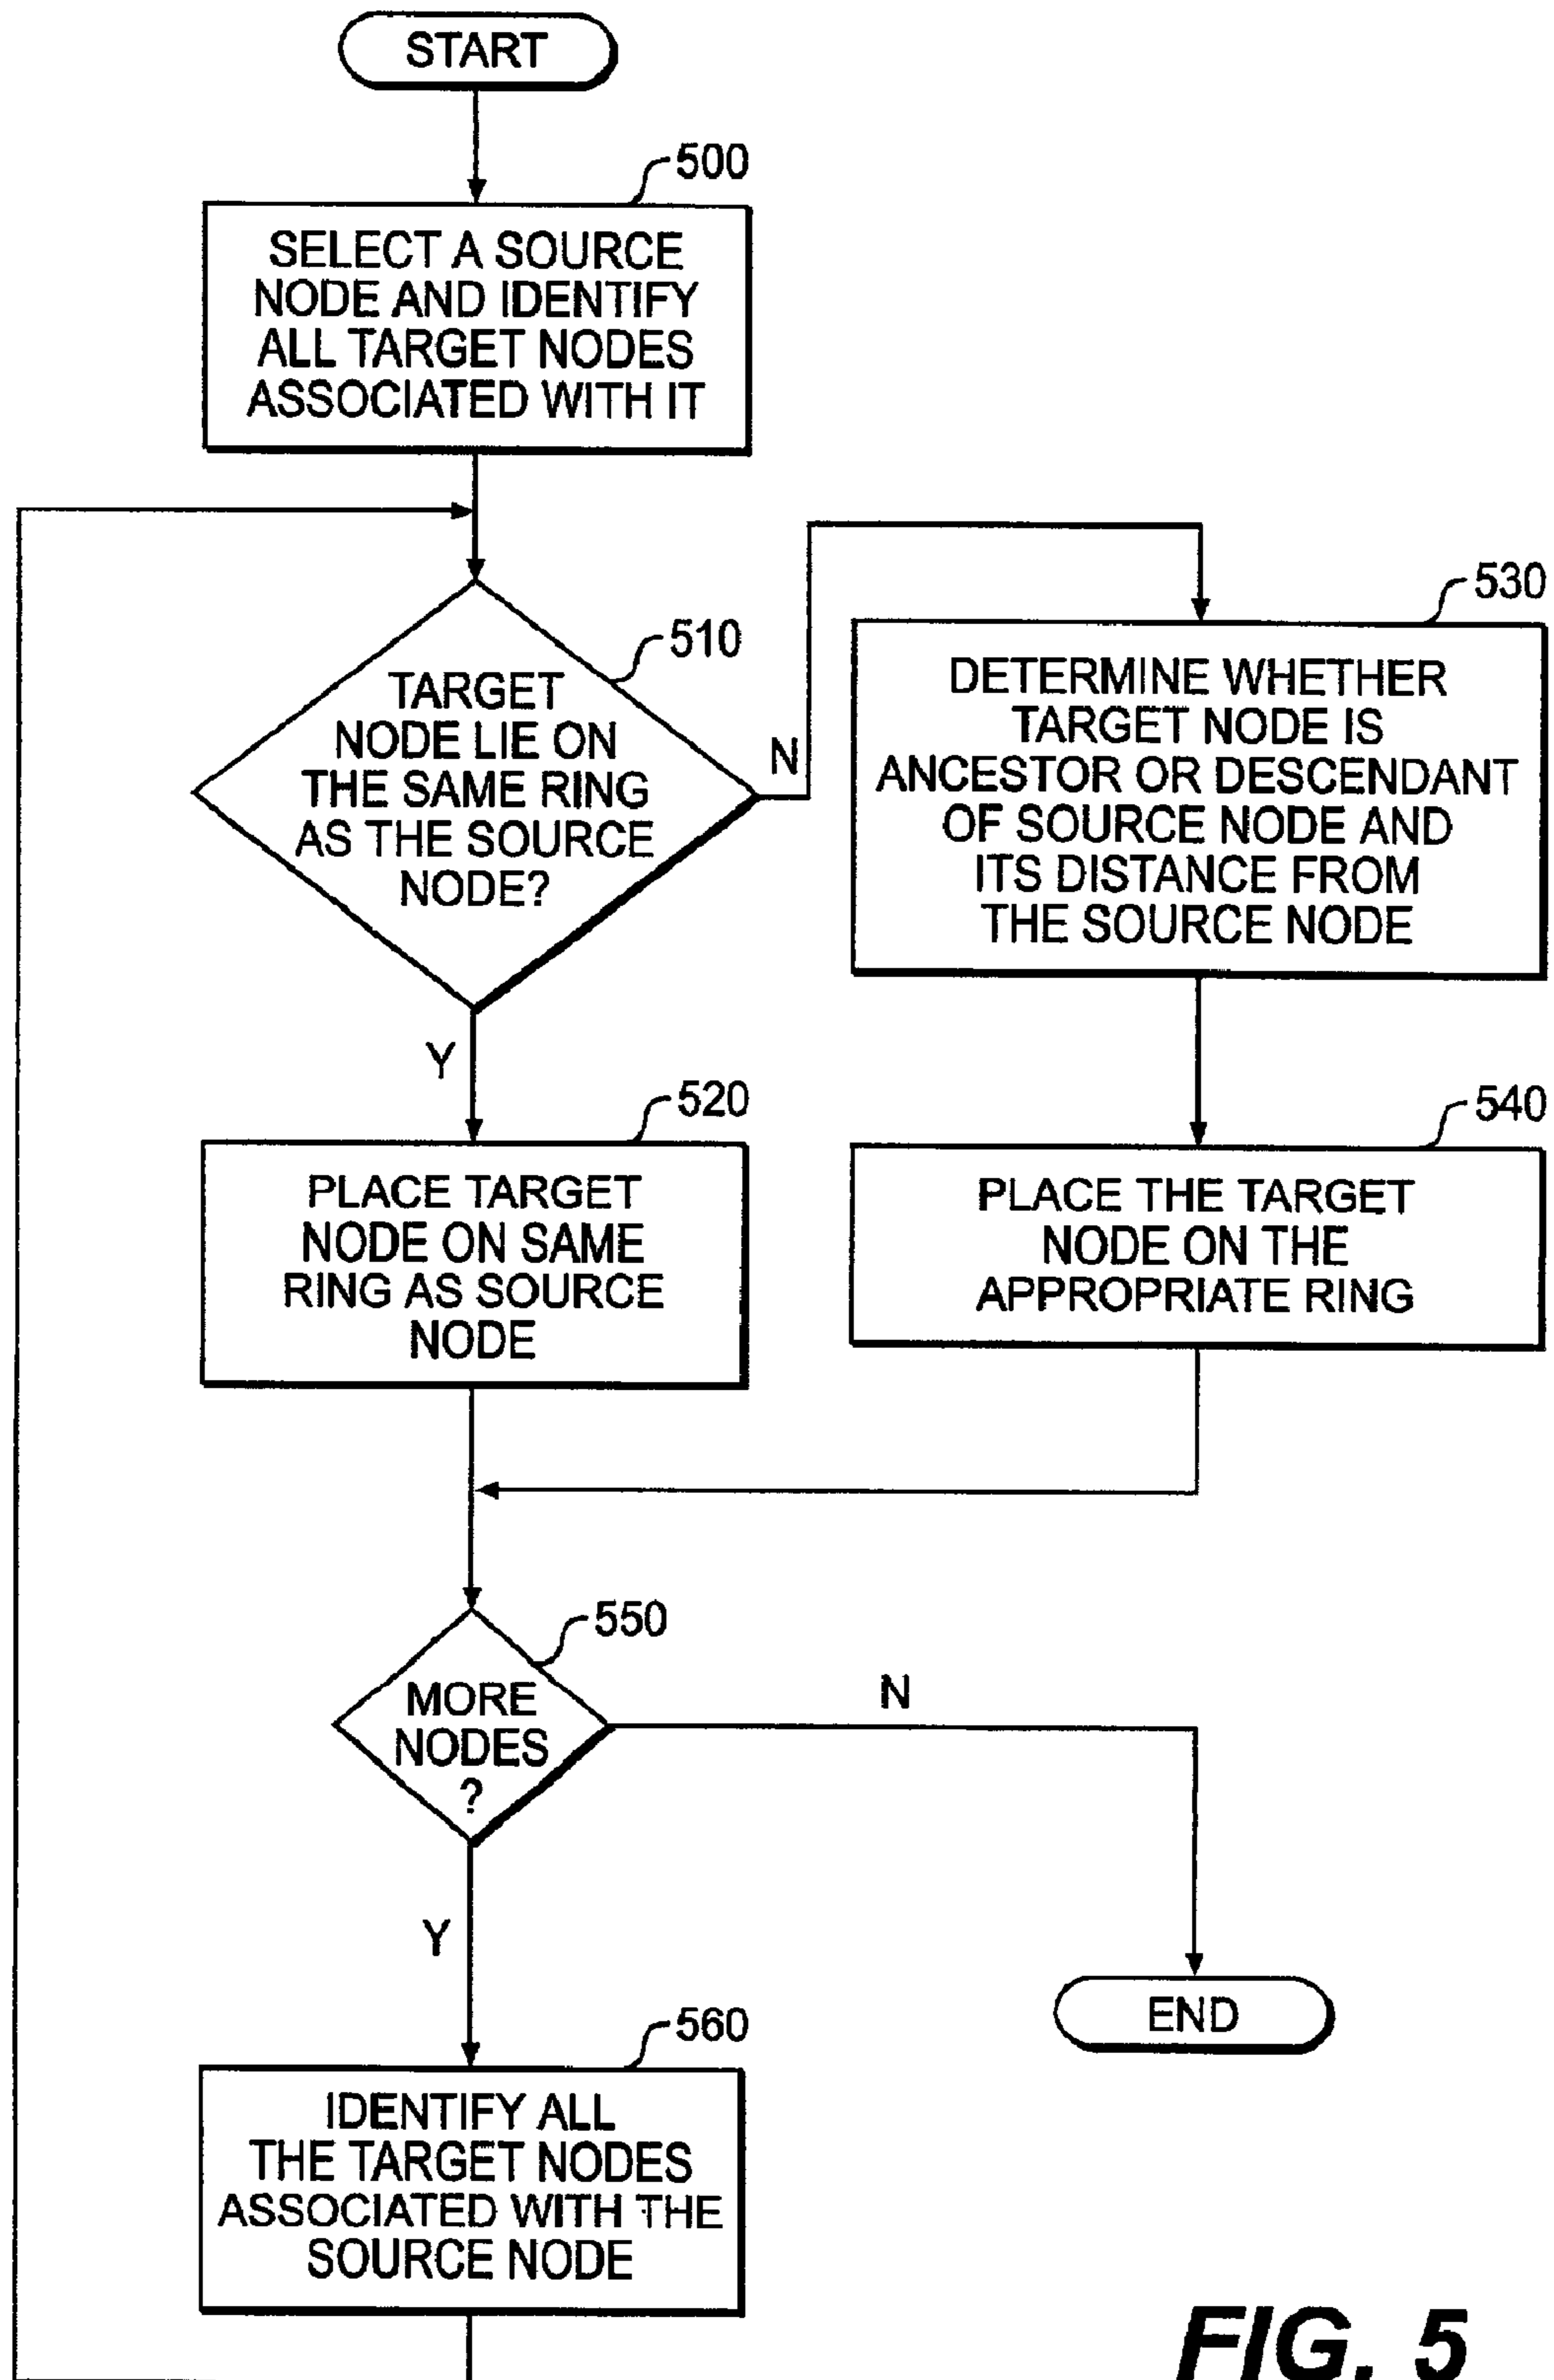 START
500
SELECT A SOURCE
NODE AND IDENTIFY
ALL TARGET NODES
ASSOCIATED WITH IT
510
TARGET
NODE LIE ON
THE SAME RING
AS THE SOURCE
NODE?
N
530
DETERMINE WHETHER
TARGET NODE IS
ANCESTOR OR DESCENDANT
OF SOURCE NODE AND
ITS DISTANCE FROM
THE SOURCE NODE
Y
520
PLACE TARGET
NODE ON SAME
RING AS SOURCE
NODE
540
PLACE THE TARGET
NODE ON THE
APPROPRIATE RING
550
MORE
NODES
?
N
Y
END
560
IDENTIFY ALL
THE TARGET NODES
ASSOCIATED WITH THE
SOURCE NODE
FIG. 5